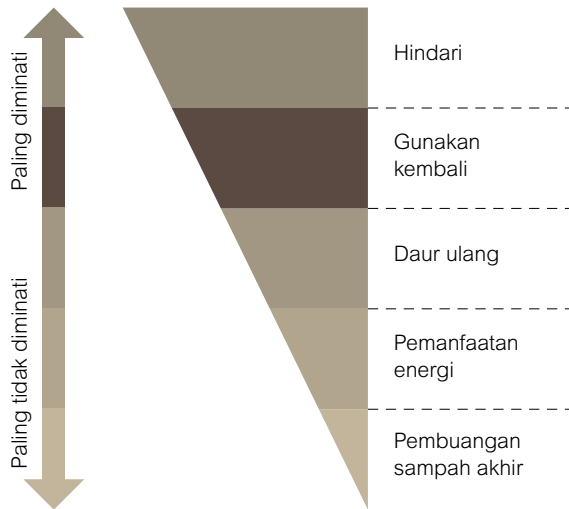 Paling diminati
Paling tidak diminati
Hindari
Gunakan
kembali
Daur ulang
Pemanfaatan
energi
Pembuangan
sampah akhir